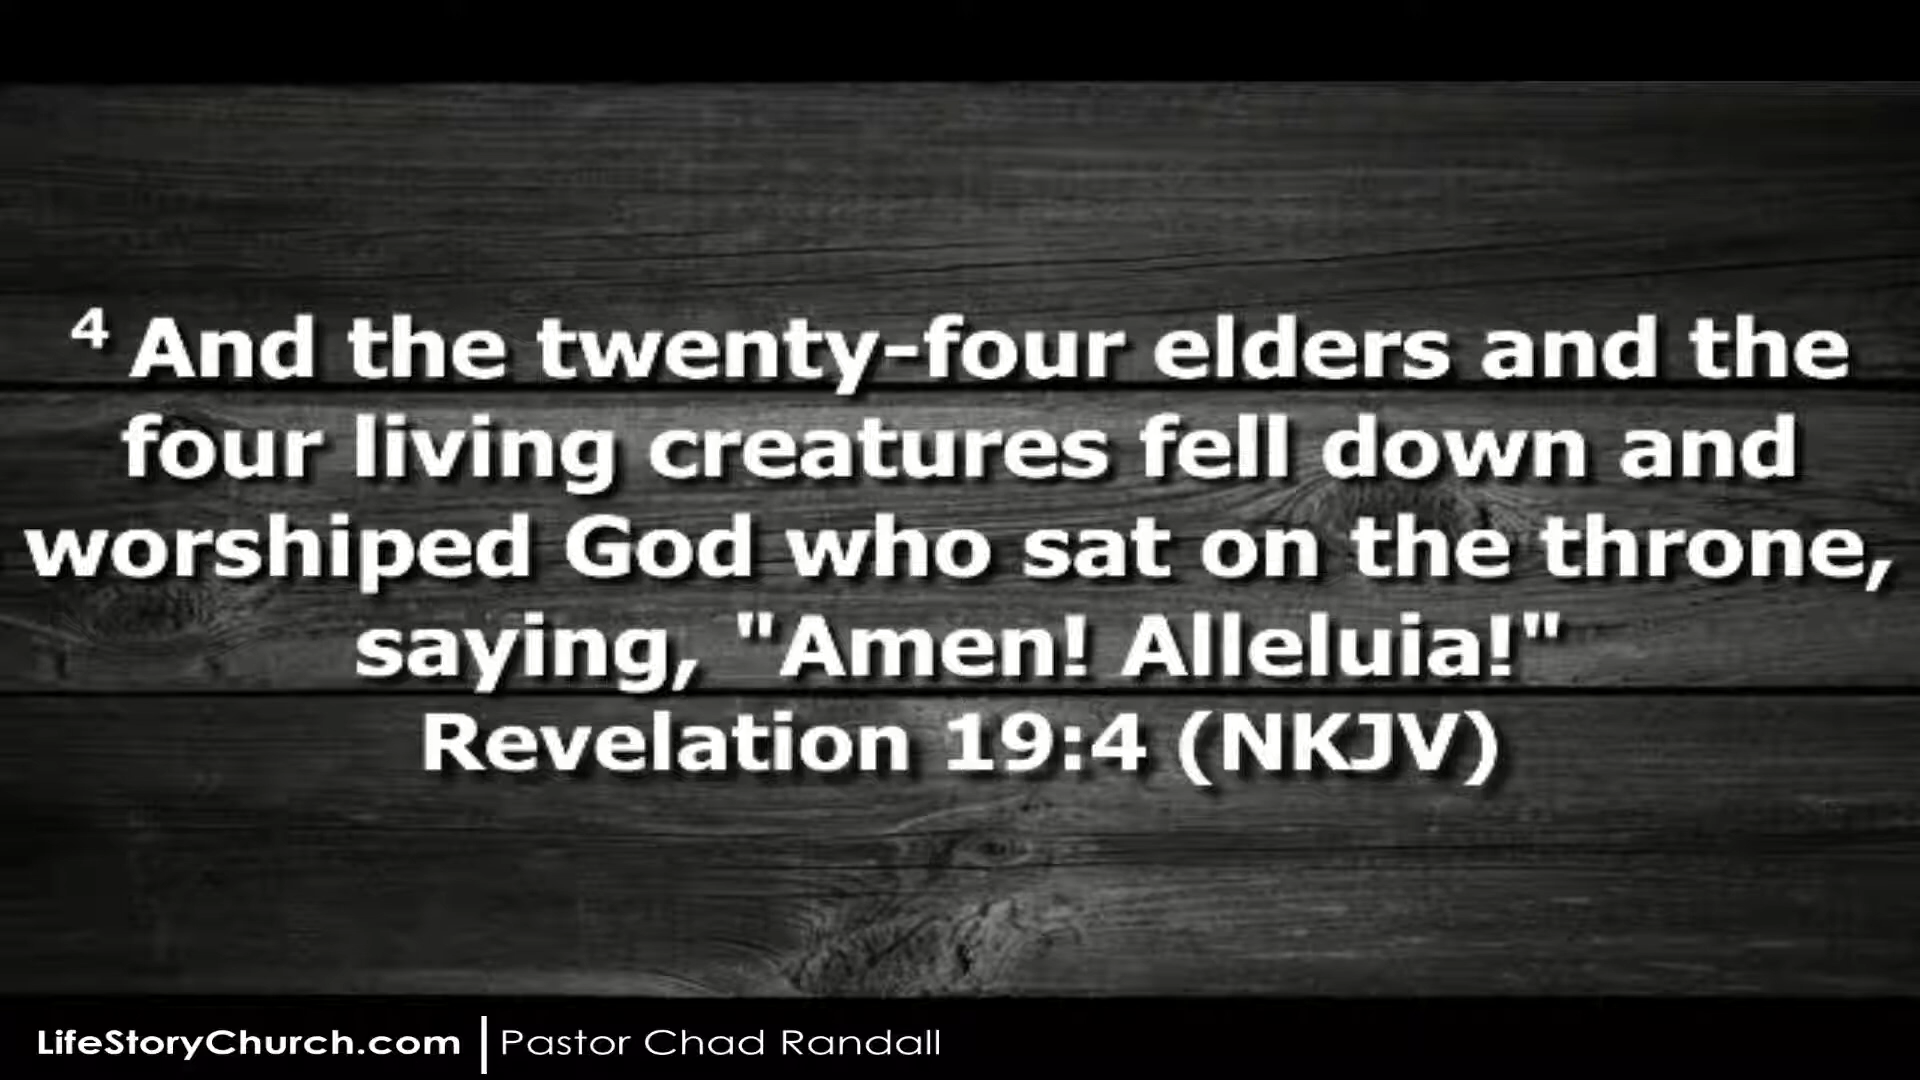 4 And the twenty-four elders and the
four living creatures fell down and
worshiped God who sat on the throne,
saying, "Amen! Alleluia!"
Revelation 19:4 (NKJV)
LifeStoryChurch.com | Pastor Chad Randall